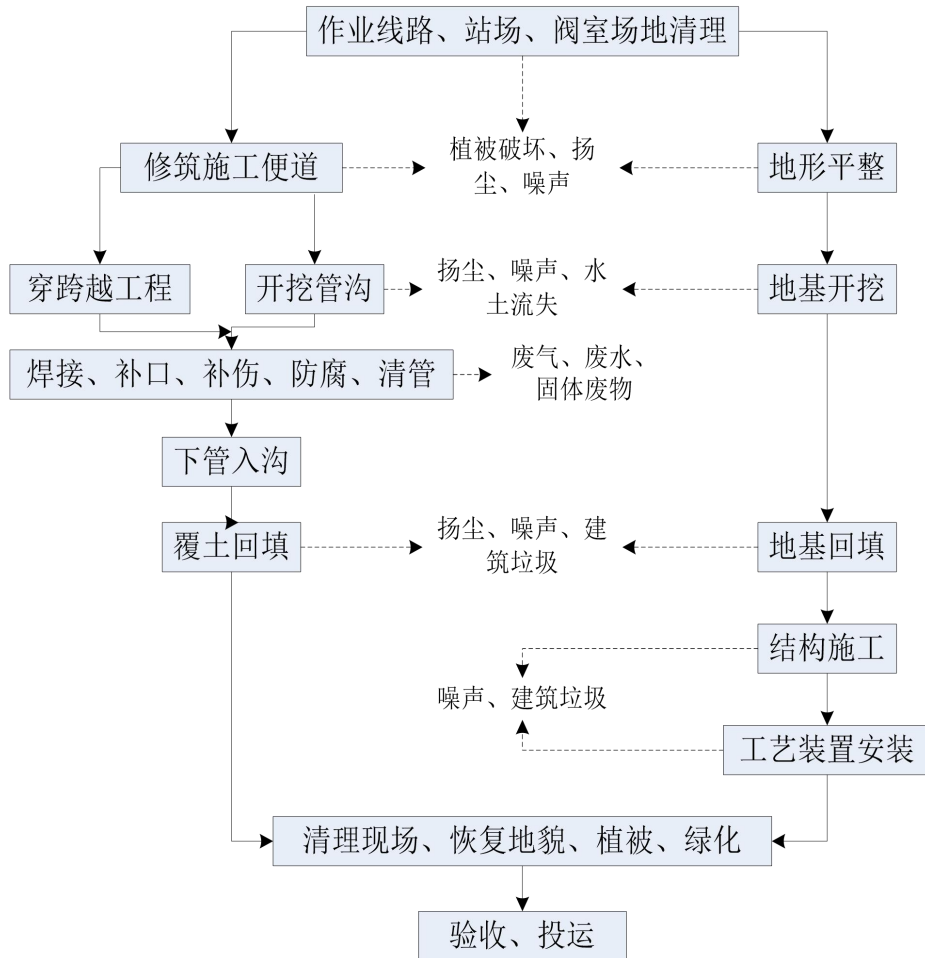 作业线路、站场、阀室场地清理
修筑施工便道
植被破坏、扬
尘、噪声
地形平整
穿跨越工程
开挖管沟
扬尘、噪声、水
土流失
地基开挖
焊接、补口、补伤、防腐、清管
废气、废水、
固体废物
下管入沟
覆土回填
扬尘、噪声、建
筑垃圾
地基回填
结构施工
噪声、建筑垃圾
工艺装置安装
清理现场、恢复地貌、植被、绿化
验收、投运